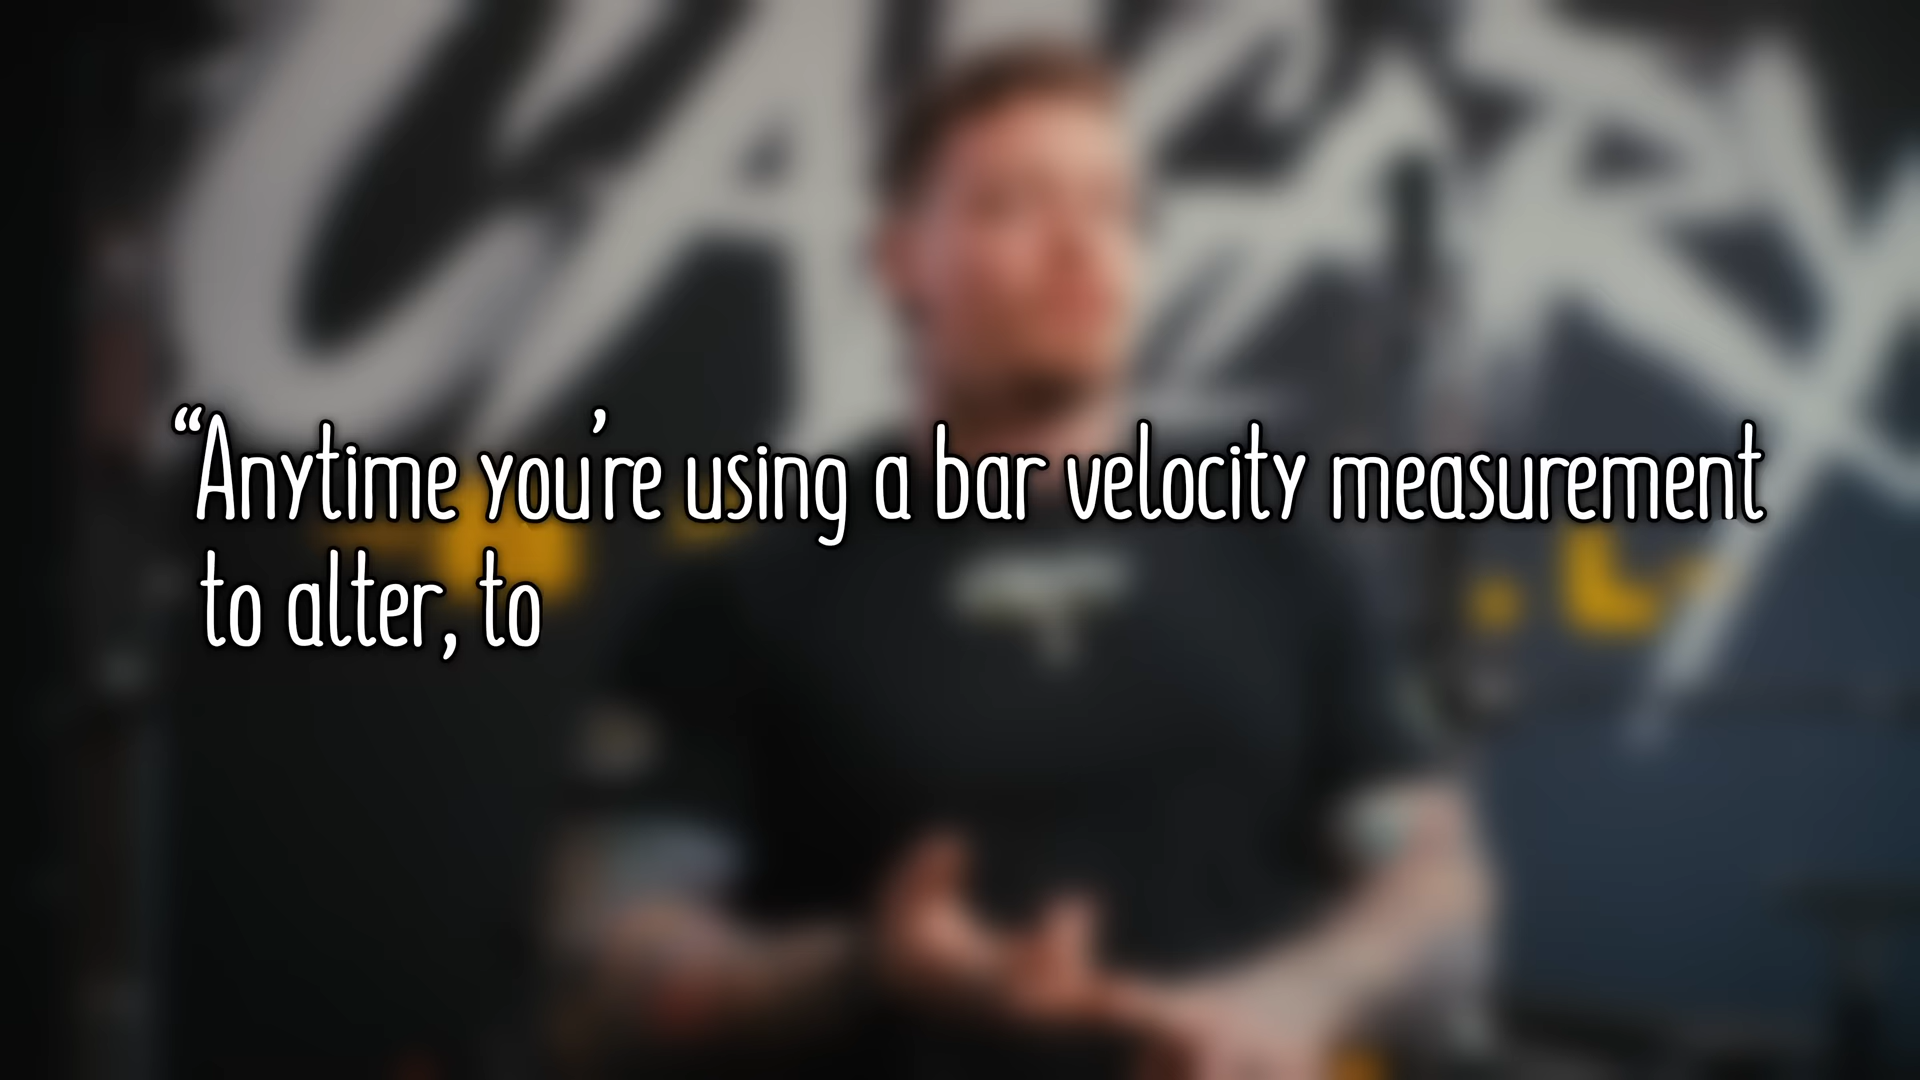 “Anytime you’re using a bar velocity measurement
to alter, to